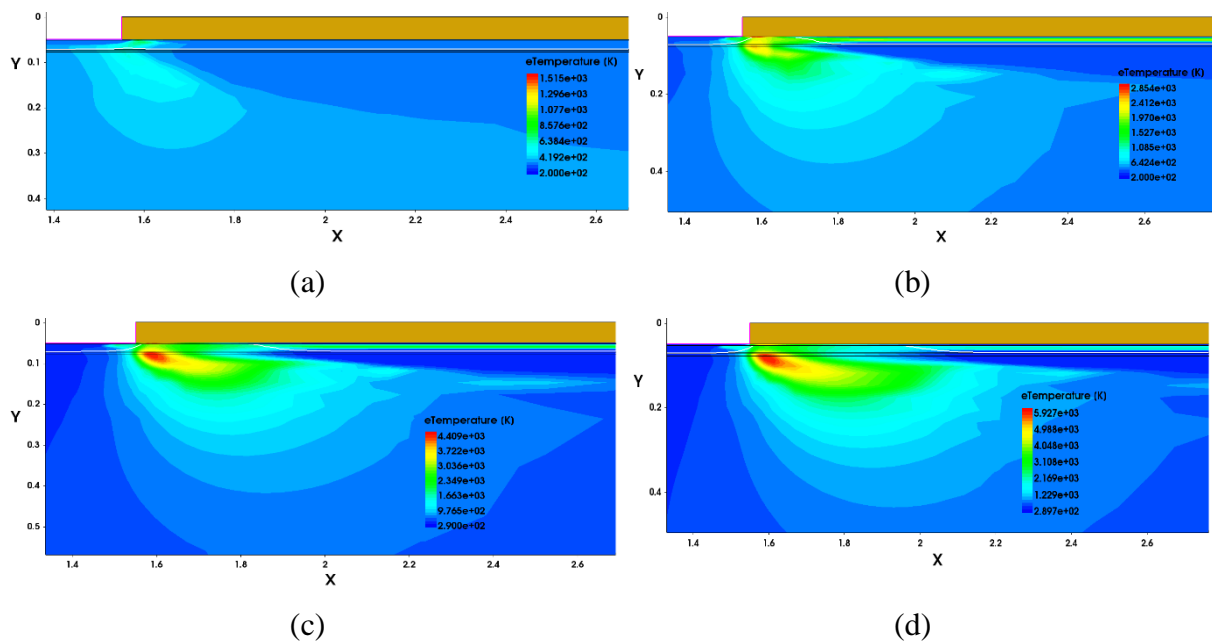 0
0.1
0.2
0.3
0.4
Y
1.4
1.6
1.8
2
2.2
2.4
2.6
X
eTemperature (K)
1.515e+03
1.296e+03
1.077e+03
8.576e+02
6.384e+02
4.192e+02
2.000e+02
(a)
0
0.1
0.2
0.3
0.4
Y
1.4
1.6
1.8
2
2.2
2.4
2.6
X
eTemperature (K)
2.854e+03
2.412e+03
1.970e+03
1.527e+03
1.085e+03
6.424e+02
2.000e+02
(b)
0
0.1
0.2
0.3
0.4
0.5
Y
1.4
1.6
1.8
2
2.2
2.4
2.6
X
eTemperature (K)
4.409e+03
3.722e+03
3.036e+03
2.349e+03
1.663e+03
9.765e+02
2.900e+02
(c)
0
0.2
0.4
Y
1.4
1.6
1.8
2
2.2
2.4
2.6
X
eTemperature (K)
5.927e+03
4.988e+03
4.048e+03
3.108e+03
2.169e+03
1.229e+03
2.897e+02
(d)